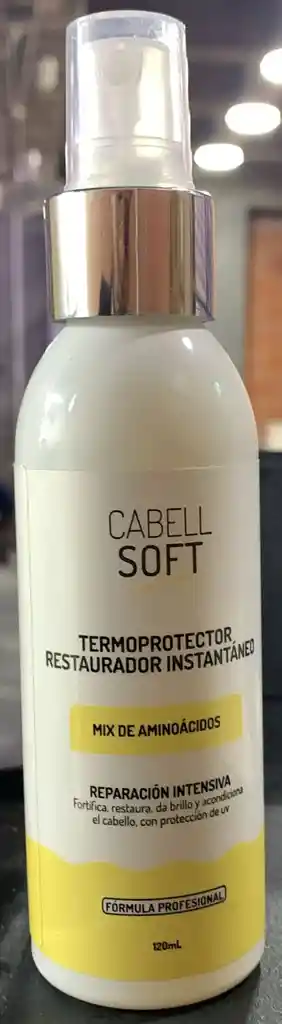 CABELL
SOFT
TERMOPROTECTOR
RESTAURADOR INSTANTÁNEO
MIX DE AMINOÁCIDOS
REPARACIÓN INTENSIVA
Fortifica, restaura, da brillo y acondiciona
el cabello, con protección de uv
FÓRMULA PROFESIONAL
120mL